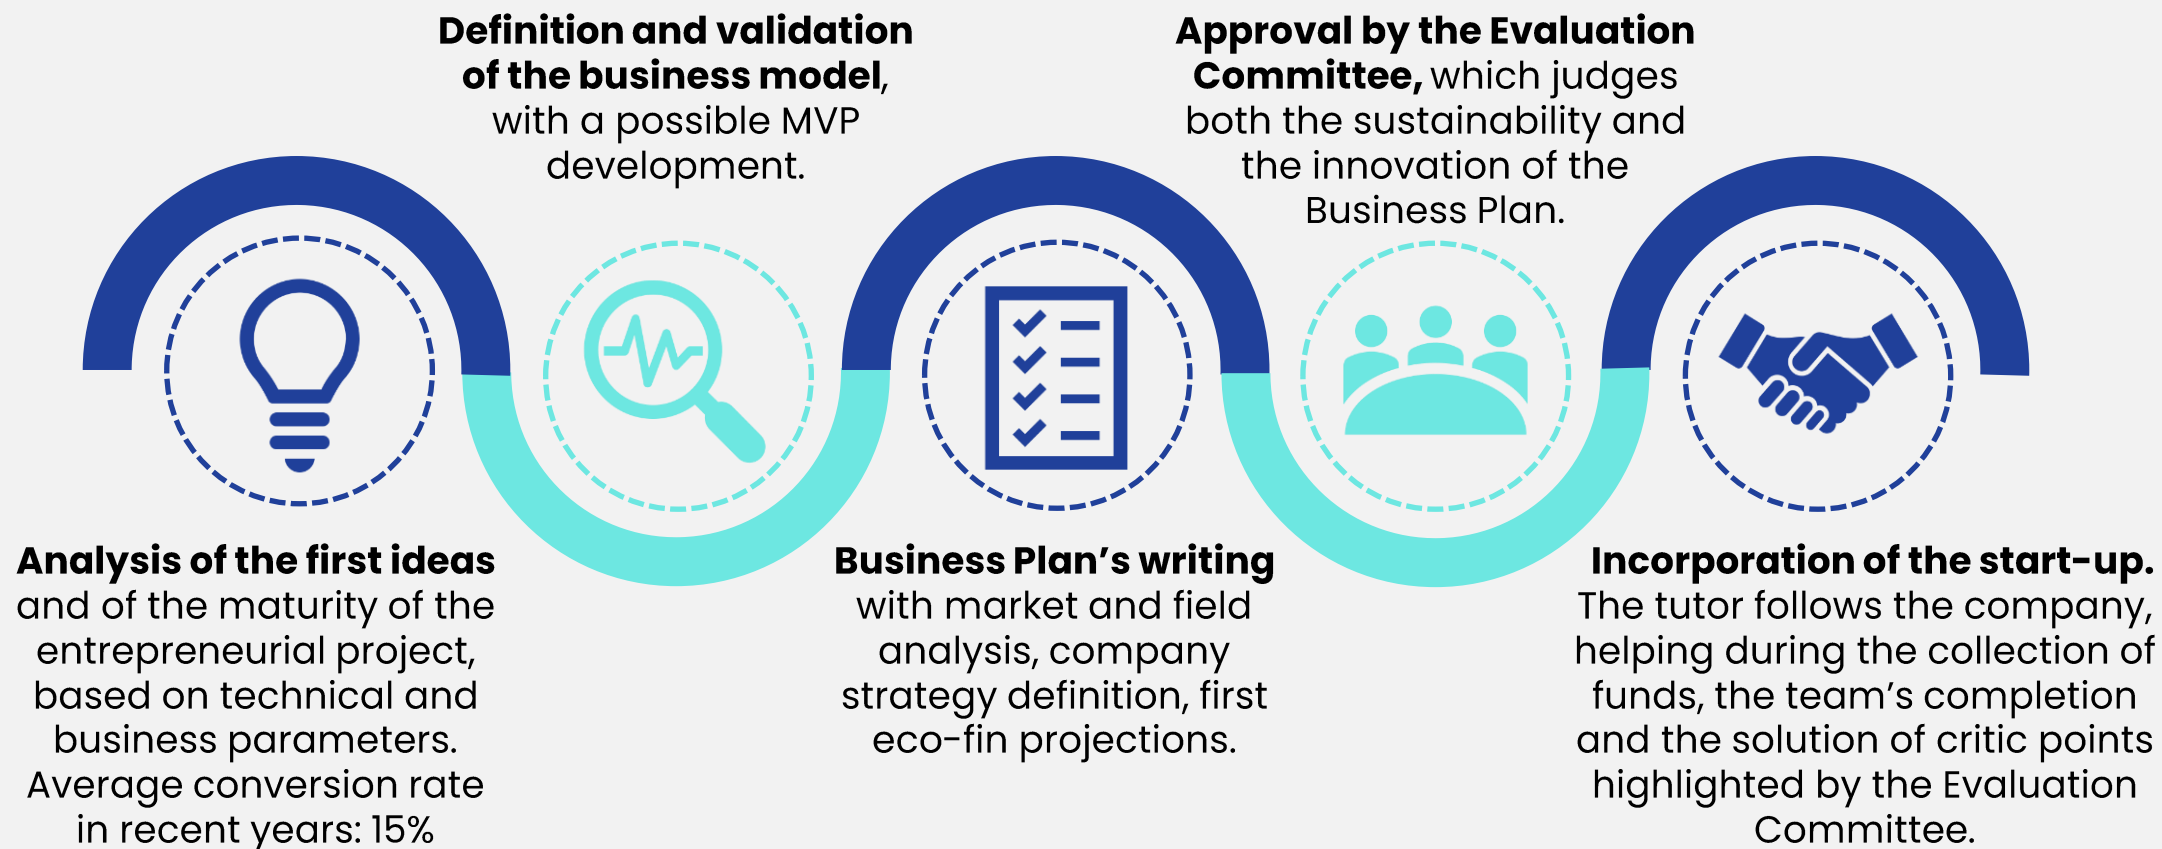 Analysis of the first ideas
and of the maturity of the
entrepreneurial project,
based on technical and
business parameters.
Average conversion rate
in recent years: 15%
Definition and validation
of the business model,
with a possible MVP
development.
Business Plan’s writing
with market and field
analysis, company
strategy definition, first
eco-fin projections.
Approval by the Evaluation
Committee, which judges
both the sustainability and
the innovation of the
Business Plan.
Incorporation of the start-up.
The tutor follows the company,
helping during the collection of
funds, the team’s completion
and the solution of critic points
highlighted by the Evaluation
Committee.